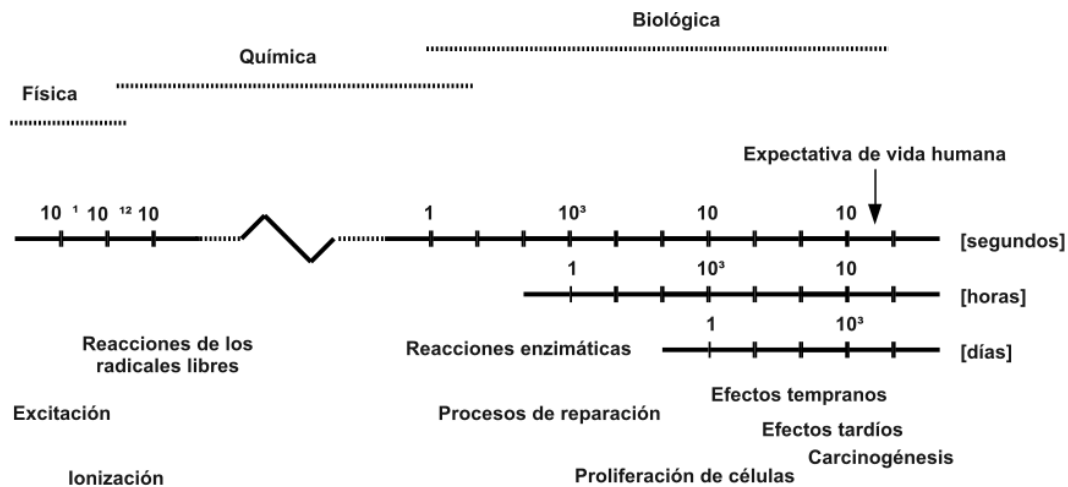 Biológica
Química
Física
Expectativa de vida humana
10 ¹ 10 ¹² 10 1 10³ 10 10
[segundos]
1 10³ 10
[horas]
1 10³
[días]
Reacciones de los
radicales libres
Reacciones enzimáticas
Efectos tempranos
Excitación
Procesos de reparación
Efectos tardíos
Carcinogénesis
Ionización
Proliferación de células